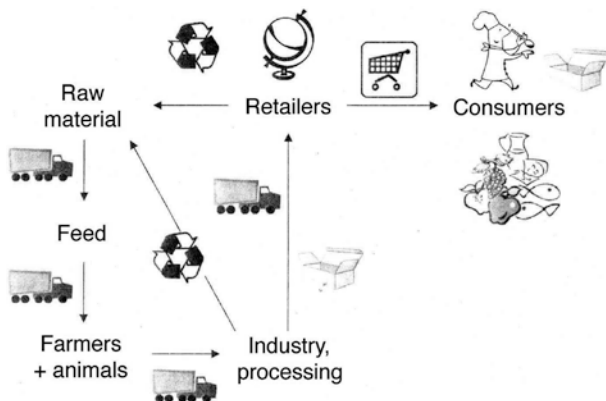 Raw
material
Retailers
Consumers
Feed
Farmers
+ animals
Industry,
processing